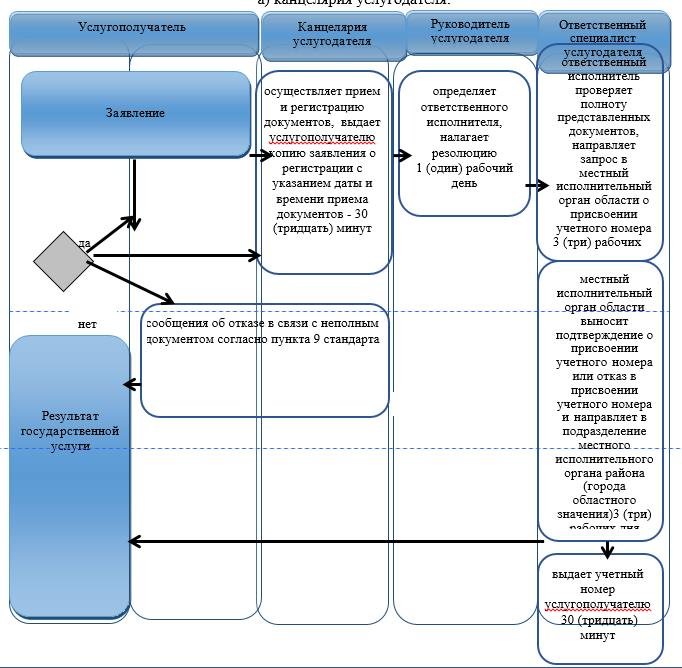 а) канцелярия услугодателя:
Услугополучатель
Канцелярия
услугодателя
Руководитель
услугодателя
Ответственный
специалист
услугодателя
Заявление
осуществляет прием
и регистрацию
документов, выдает
услугополучателю
копию заявления о
регистрации с
указанием даты и
времени приема
документов - 30
(тридцать) минут
определяет
ответственного
исполнителя,
налагает
резолюцию
1 (один) рабочий
день
ответственный
исполнитель
проверяет
полноту
представленных
документов,
направляет
запрос в
местный
исполнительный
орган области о
присвоении
учетного номера
3 (три) рабочих
да
нет
сообщения об отказе в связи с неполным
документом согласно пункта 9 стандарта
местный
исполнительный
орган области
выносит
подтверждение о
присвоении
учетного номера
или отказ в
присвоении
учетного номера
и направляет в
подразделение
местного
исполнительного
органа района
(города
областного
значения)3 (три)
рабочих дня
Результат
государственной
услуги
выдает учетный
номер
услугополучателю
30 (тридцать)
минут